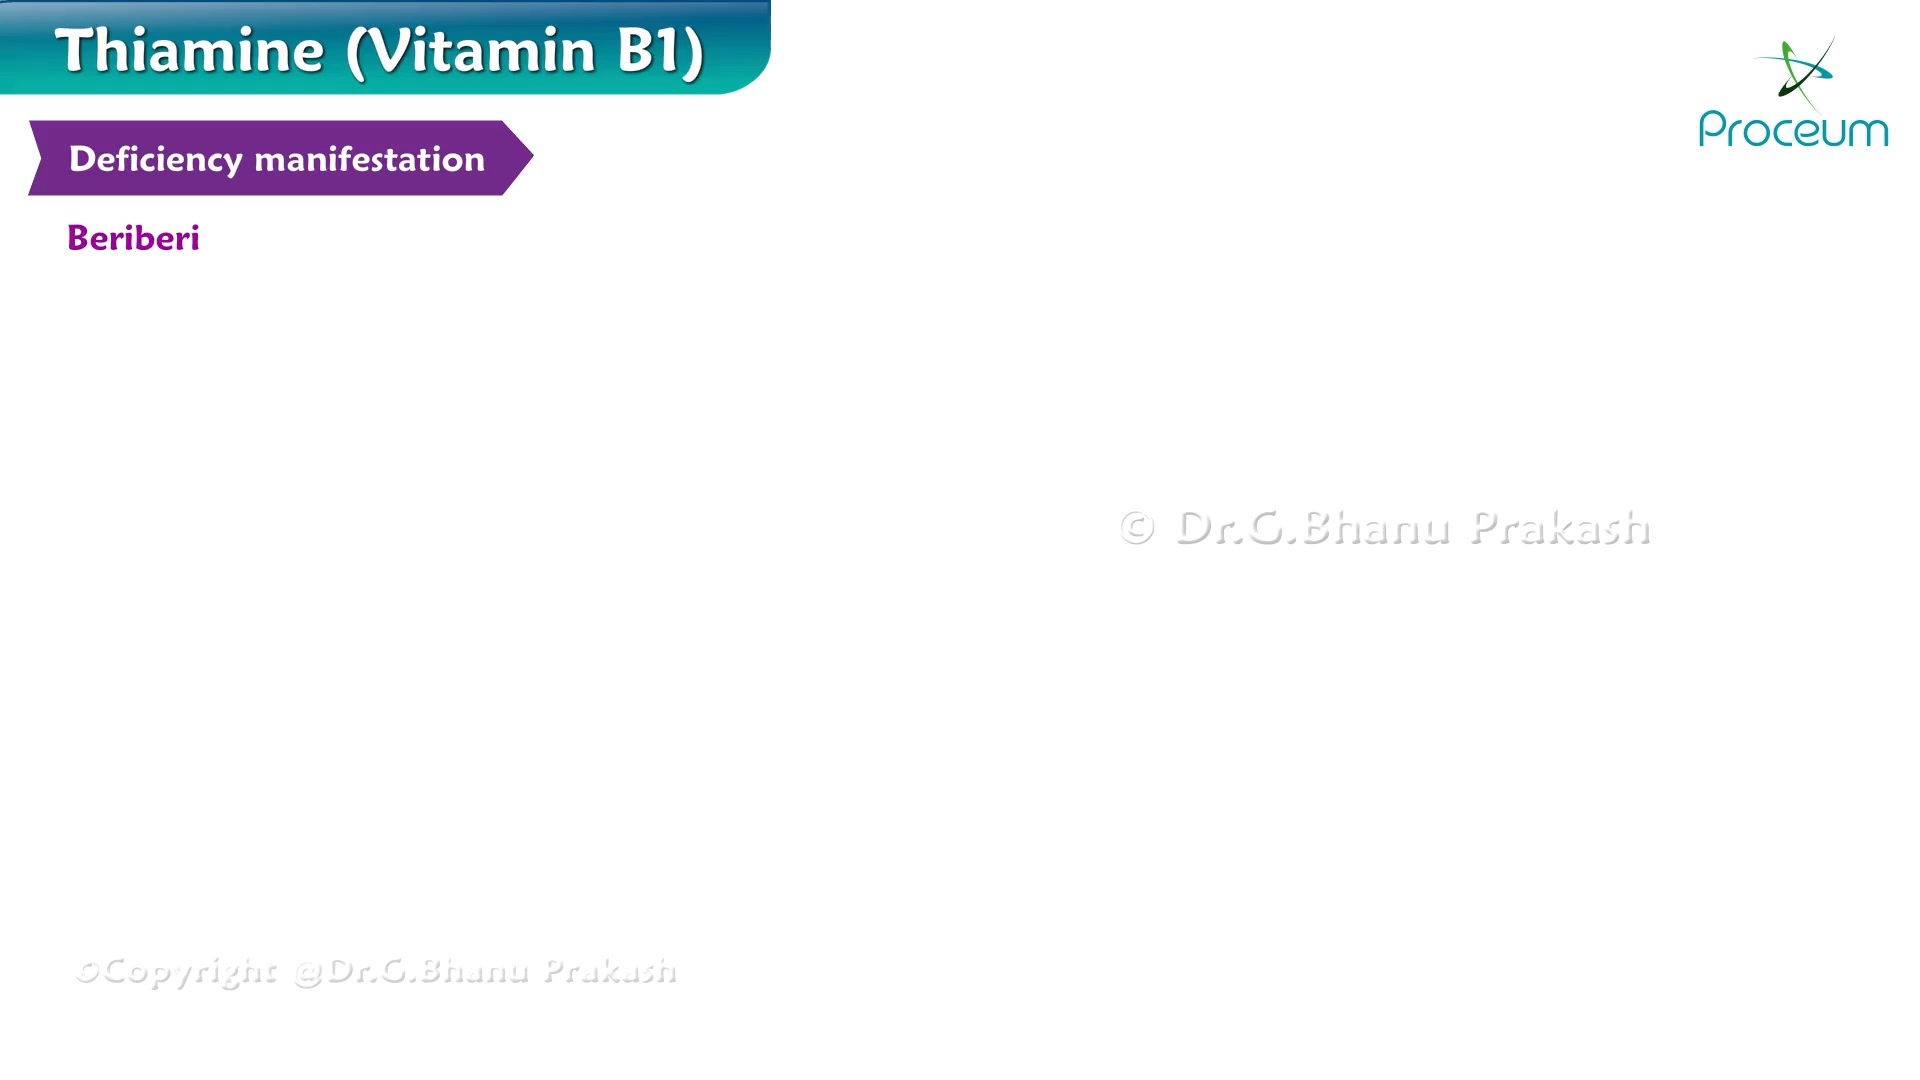 Thiamine (Vitamin B1)
Proceum
Deficiency manifestation
Beriberi
© Dr.G.Bhanu Prakash
©Copyright @Dr.G.Bhanu Prakash